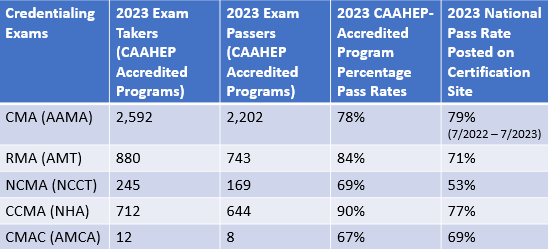 Credentialing Exams | 2023 Exam Takers (CAAHEP Accredited Programs) | 2023 Exam Passers (CAAHEP Accredited Programs) | 2023 CAAHEP-Accredited Program Percentage Pass Rates | 2023 National Pass Rate Posted on Certification Site
CMA (AAMA) | 2,592 | 2,202 | 78% | 79% (7/2022 – 7/2023)
RMA (AMT) | 880 | 743 | 84% | 71%
NCMA (NCCT) | 245 | 169 | 69% | 53%
CCMA (NHA) | 712 | 644 | 90% | 77%
CMAC (AMCA) | 12 | 8 | 67% | 69%